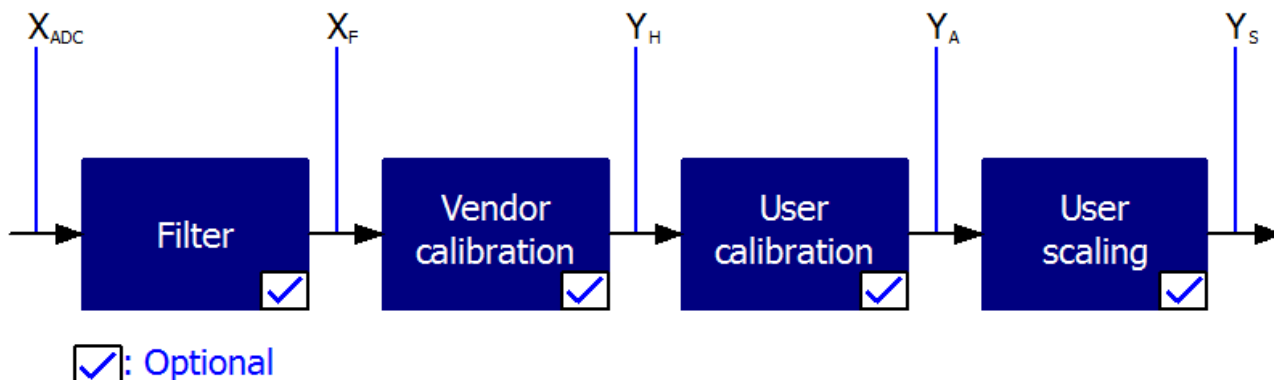 X_ADC X_F Y_H Y_A Y_S
Filter
Vendor
calibration
User
calibration
User
scaling
: Optional